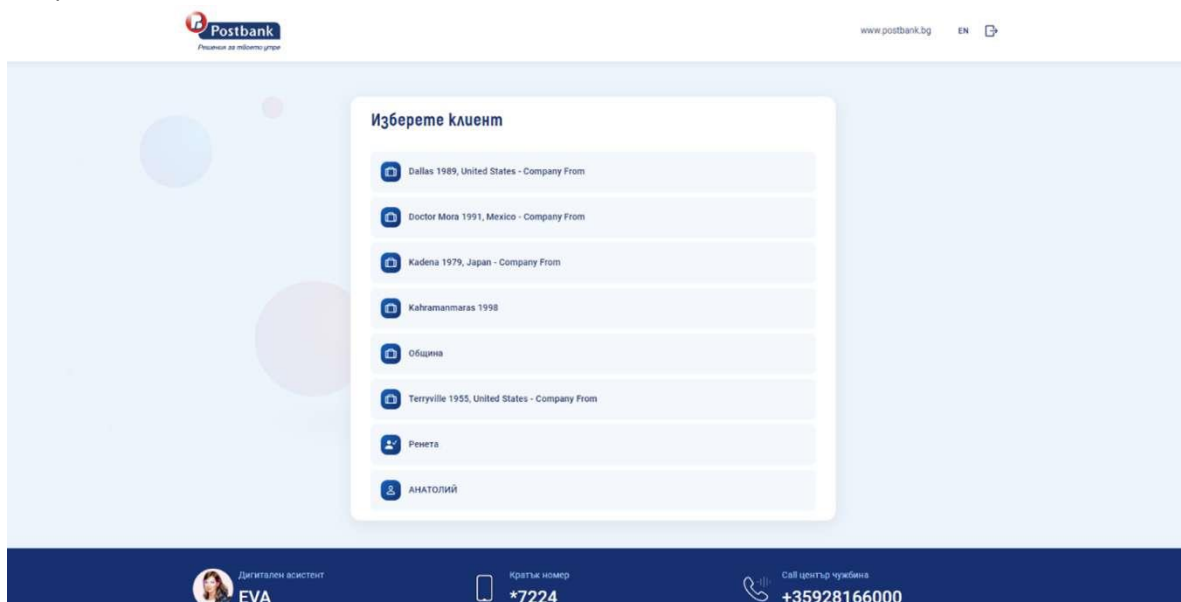 Postbank
Решения за твоето утре
www.postbank.bg EN
Изберете клиент
Dallas 1989, United States - Company From
Doctor Mora 1991, Mexico - Company From
Kadena 1979, Japan - Company From
Kahramanmaras 1998
Община
Terryville 1955, United States - Company From
Ренета
АНАТОЛИЙ
Дигитален асистент
EVA
Кратък номер
*7224
Call център чужбина
+35928166000